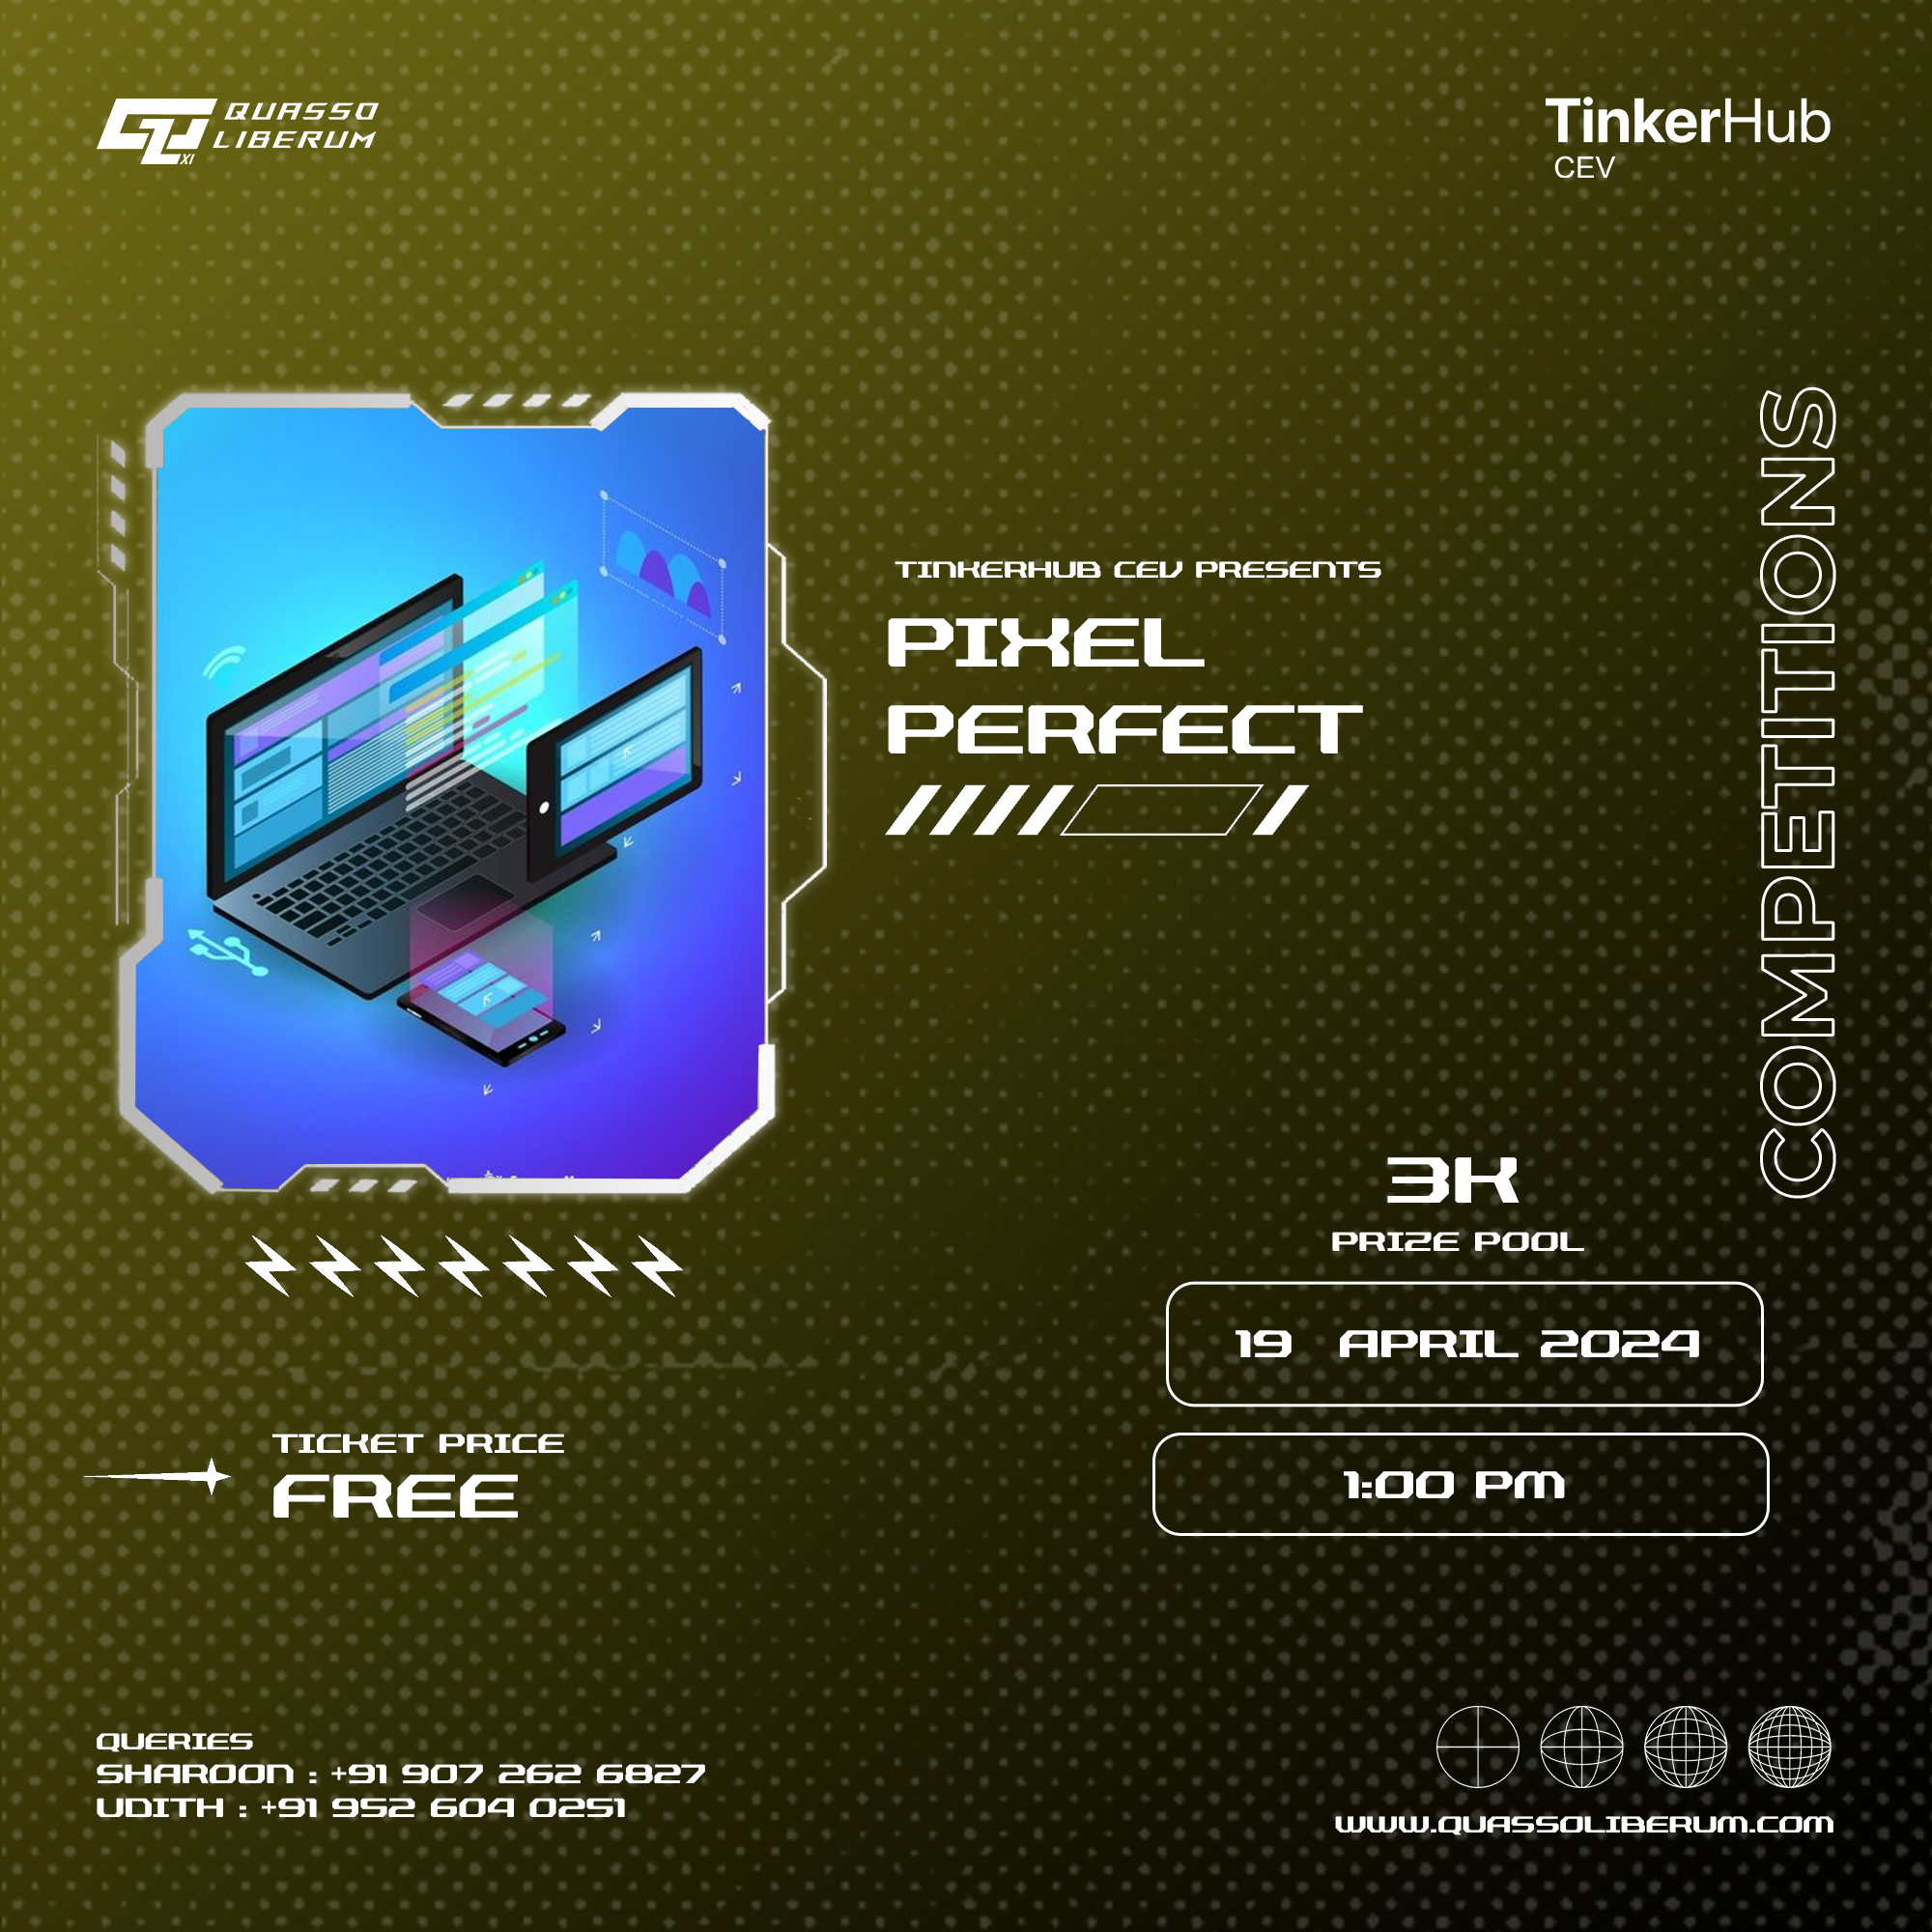 QUASSO
LIBERUM
XI
TinkerHub
CEV
COMPETITIONS
TINKERHUB CEV PRESENTS
PIXEL
PERFECT
3K
PRIZE POOL
19 APRIL 2024
1:00 PM
TICKET PRICE
FREE
QUERIES
SHAROON : +91 907 262 6827
UDITH : +91 952 604 0251
WWW.QUASSOLIBERUM.COM